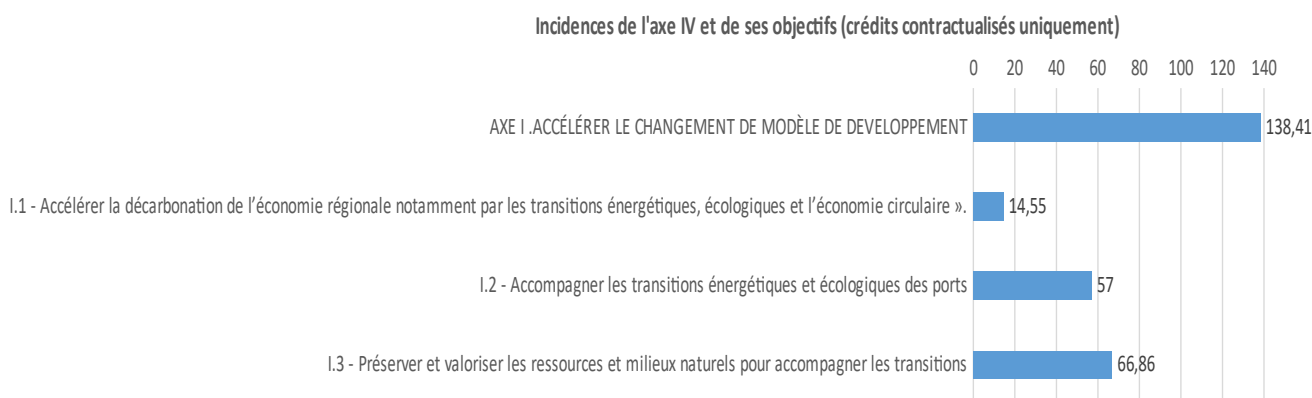 Incidences de l'axe IV et de ses objectifs (crédits contractualisés uniquement)
0 20 40 60 80 100 120 140
AXE I .ACCÉLÉRER LE CHANGEMENT DE MODÈLE DE DEVELOPPEMENT 138,41
I.1 - Accélérer la décarbonation de l’économie régionale notamment par les transitions énergétiques, écologiques et l’économie circulaire ». 14,55
I.2 - Accompagner les transitions énergétiques et écologiques des ports 57
I.3 - Préserver et valoriser les ressources et milieux naturels pour accompagner les transitions 66,86